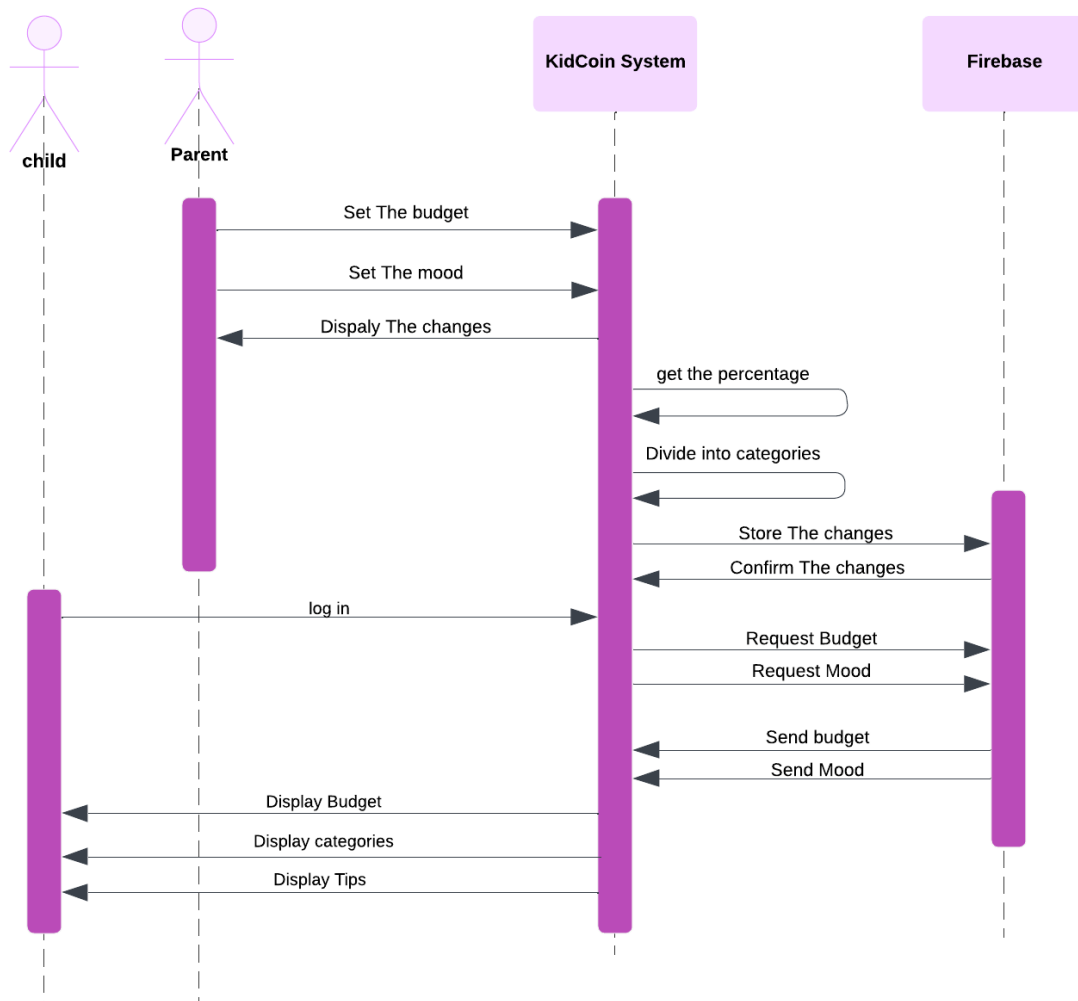 child
Parent
KidCoin System
Firebase
Set The budget
Set The mood
Dispaly The changes
get the percentage
Divide into categories
Store The changes
Confirm The changes
log in
Request Budget
Request Mood
Send budget
Send Mood
Display Budget
Display categories
Display Tips